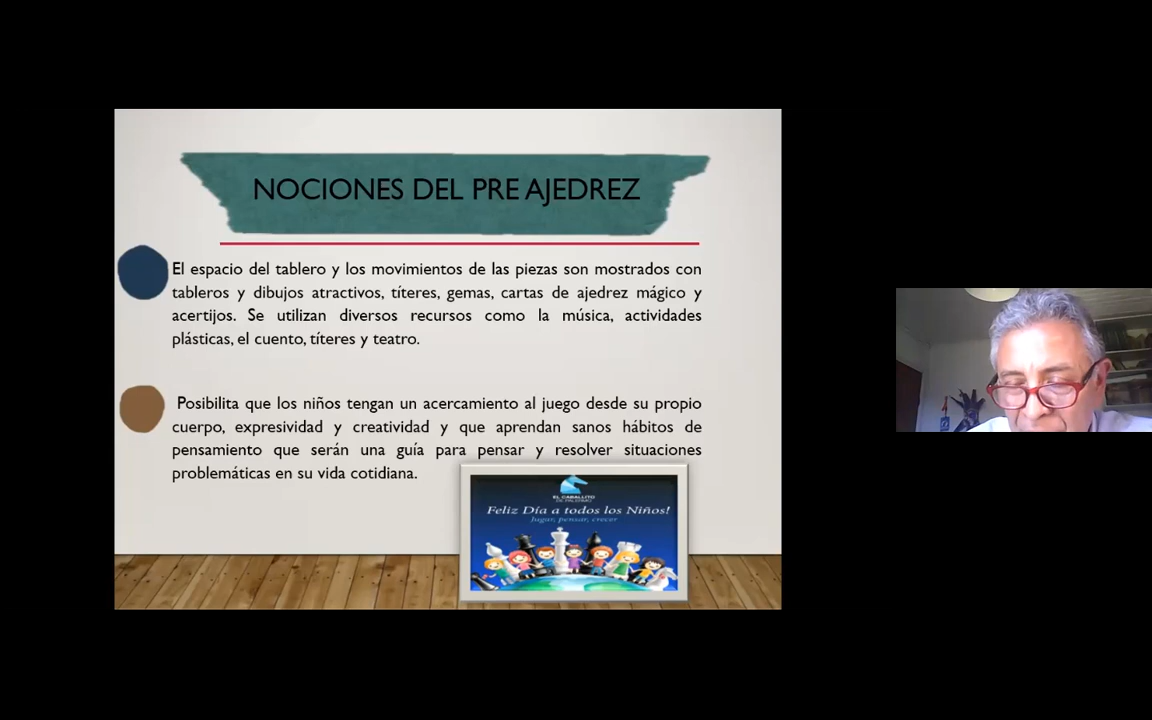 NOCIONES DEL PRE AJEDREZ
El espacio del tablero y los movimientos de las piezas son mostrados con
tableros y dibujos atractivos, títeres, gemas, cartas de ajedrez mágico y
acertijos. Se utilizan diversos recursos como la música, actividades
plásticas, el cuento, títeres y teatro.
Posibilita que los niños tengan un acercamiento al juego desde su propio
cuerpo, expresividad y creatividad y que aprendan sanos hábitos de
pensamiento que serán una guía para pensar y resolver situaciones
problemáticas en su vida cotidiana.
EL CABALLITO
DE PALERMO
Feliz Día a todos los Niños!
Jugar, pensar, crecer